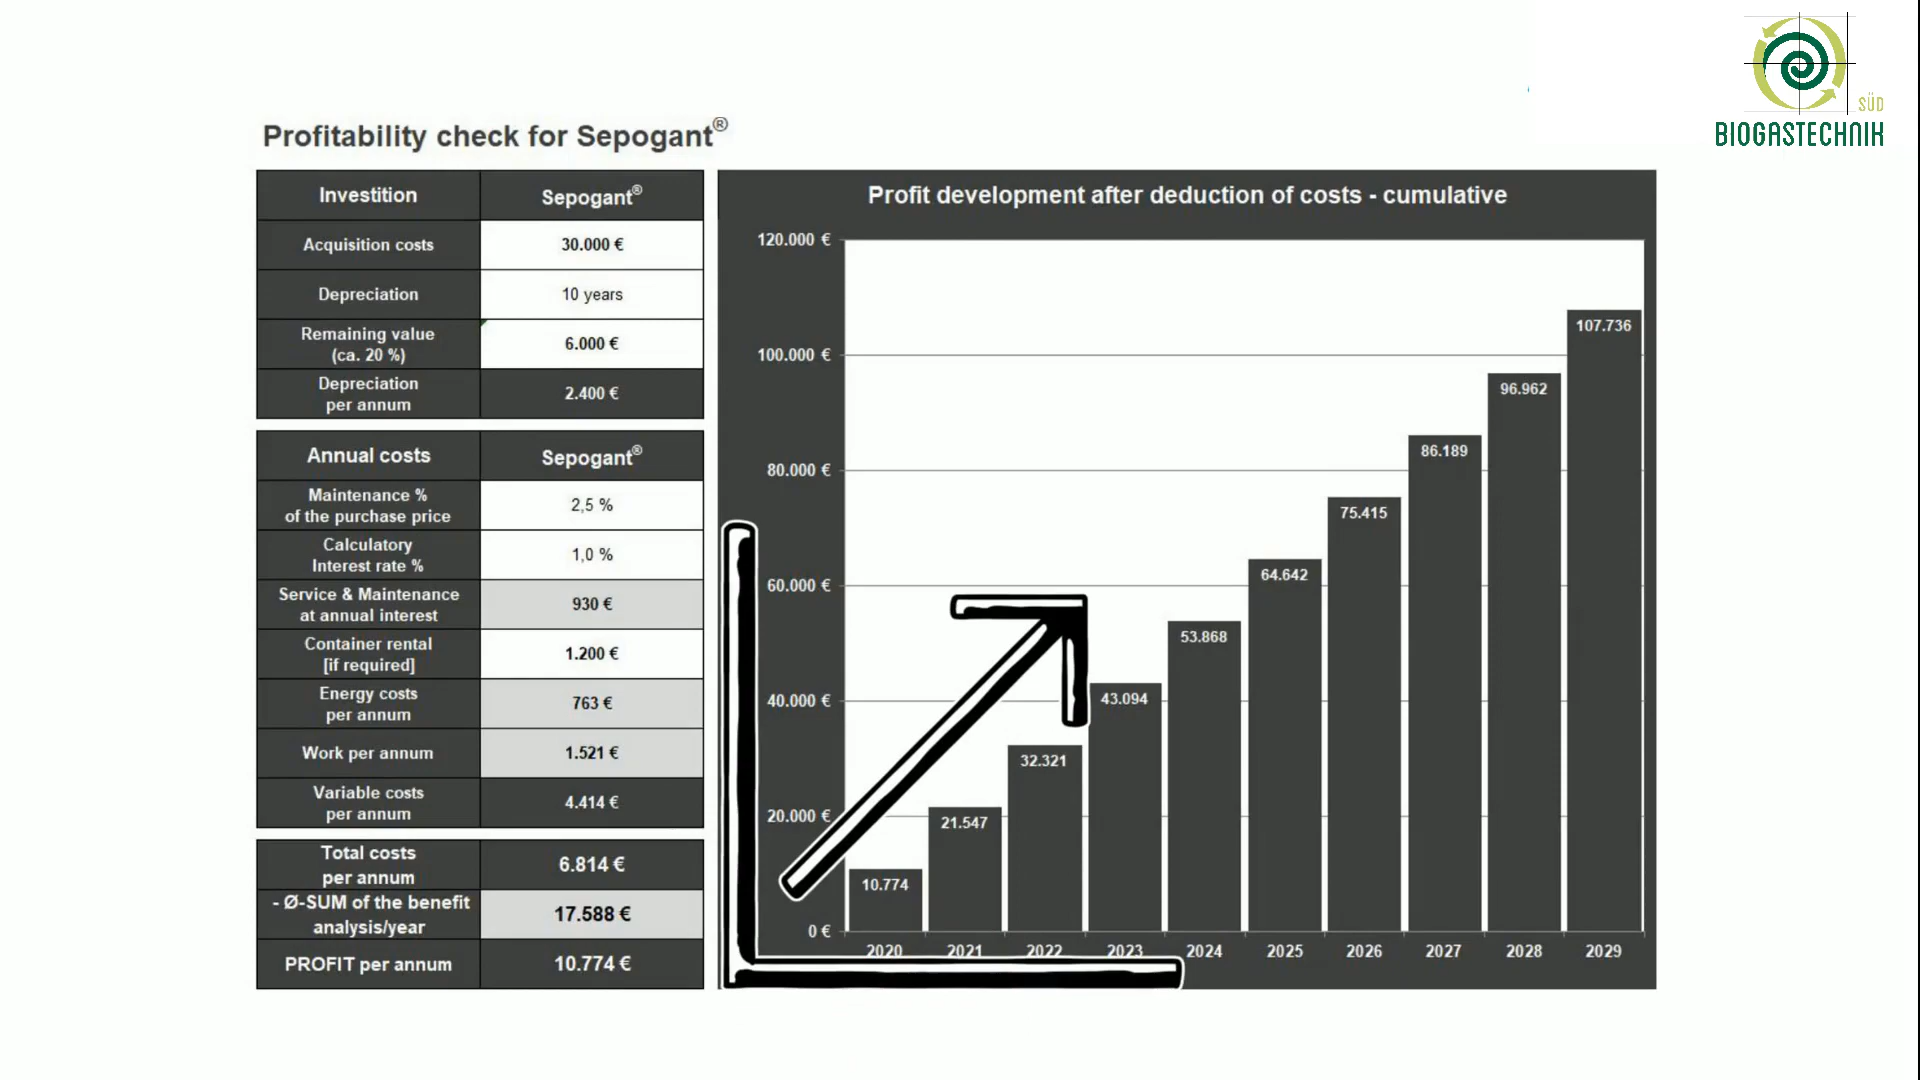 SÜD
BIOGASTECHNIK
Profitability check for Sepogant®
Investition Sepogant®
Acquisition costs 30.000 €
Depreciation 10 years
Remaining value
(ca. 20 %) 6.000 €
Depreciation
per annum 2.400 €
Annual costs Sepogant®
Maintenance %
of the purchase price 2,5 %
Calculatory
Interest rate % 1,0 %
Service & Maintenance
at annual interest 930 €
Container rental
[if required] 1.200 €
Energy costs
per annum 763 €
Work per annum 1.521 €
Variable costs
per annum 4.414 €
Total costs
per annum 6.814 €
- Ø-SUM of the benefit
analysis/year 17.588 €
PROFIT per annum 10.774 €
Profit development after deduction of costs - cumulative
120.000 €
100.000 €
80.000 €
60.000 €
40.000 €
20.000 €
0 €
10.774
21.547
32.321
43.094
53.868
64.642
75.415
86.189
96.962
107.736
2020 2021 2022 2023 2024 2025 2026 2027 2028 2029